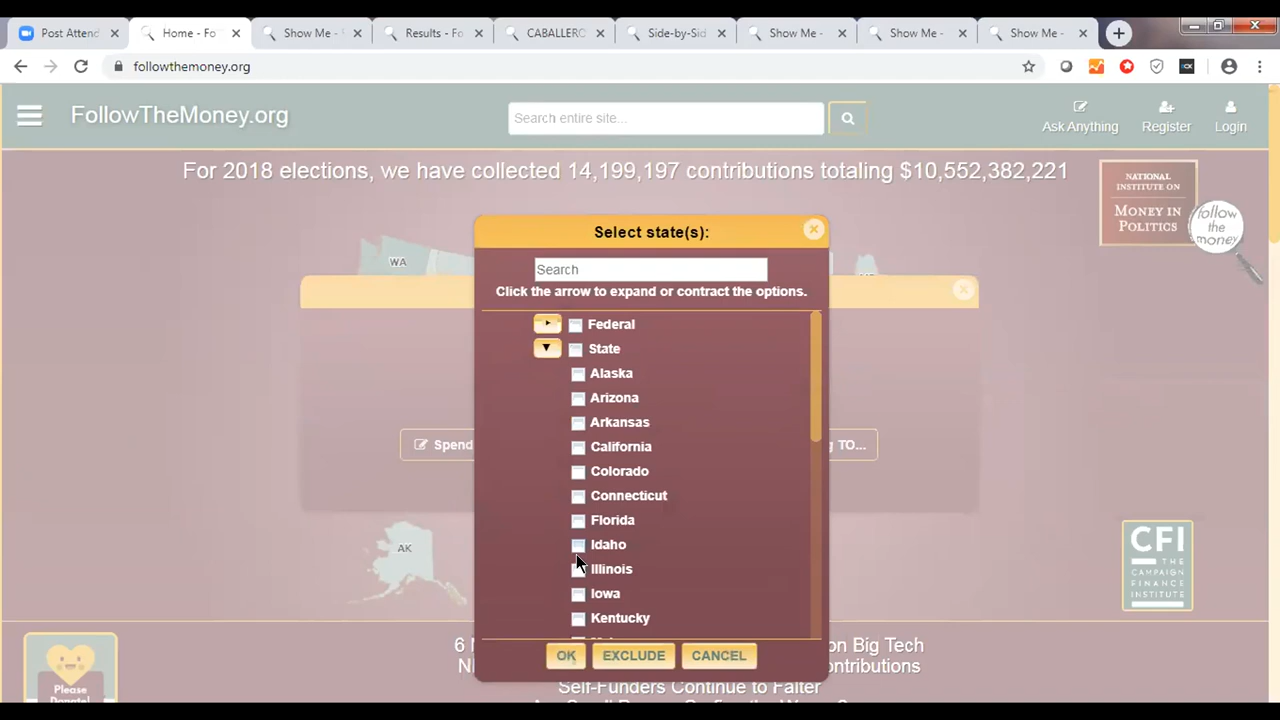 Post Attend
Home - Fo
Show Me -
Results - Fo
CABALLERO
Side-by-Sid
Show Me -
Show Me -
Show Me -
followthemoney.org
FollowTheMoney.org
Search entire site...
Ask Anything
Register
Login
For 2018 elections, we have collected 14,199,197 contributions totaling $10,552,382,221
NATIONAL
INSTITUTE ON
MONEY IN
POLITICS
follow
the
money
WA
Select state(s):
Search
Click the arrow to expand or contract the options.
Federal
State
Alaska
Arizona
Arkansas
California
Colorado
Connecticut
Florida
Idaho
Illinois
Iowa
Kentucky
Spend
TO...
AK
OK
EXCLUDE
CANCEL
CFI
THE
CAMPAIGN
FINANCE
INSTITUTE
on Big Tech
ontributions
Self-Funders Continue to Falter
Please